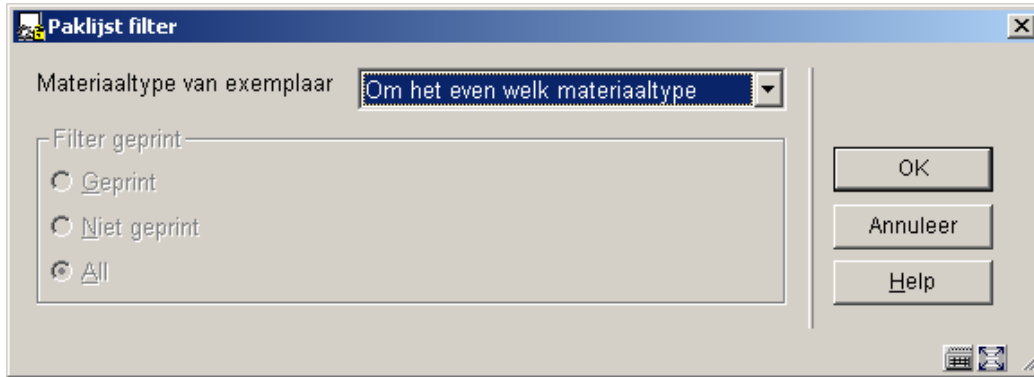 Paklijst filter
Materiaaltype van exemplaar
Om het even welk materiaaltype
Filter geprint
Geprint
Niet geprint
All
OK
Annuleer
Help